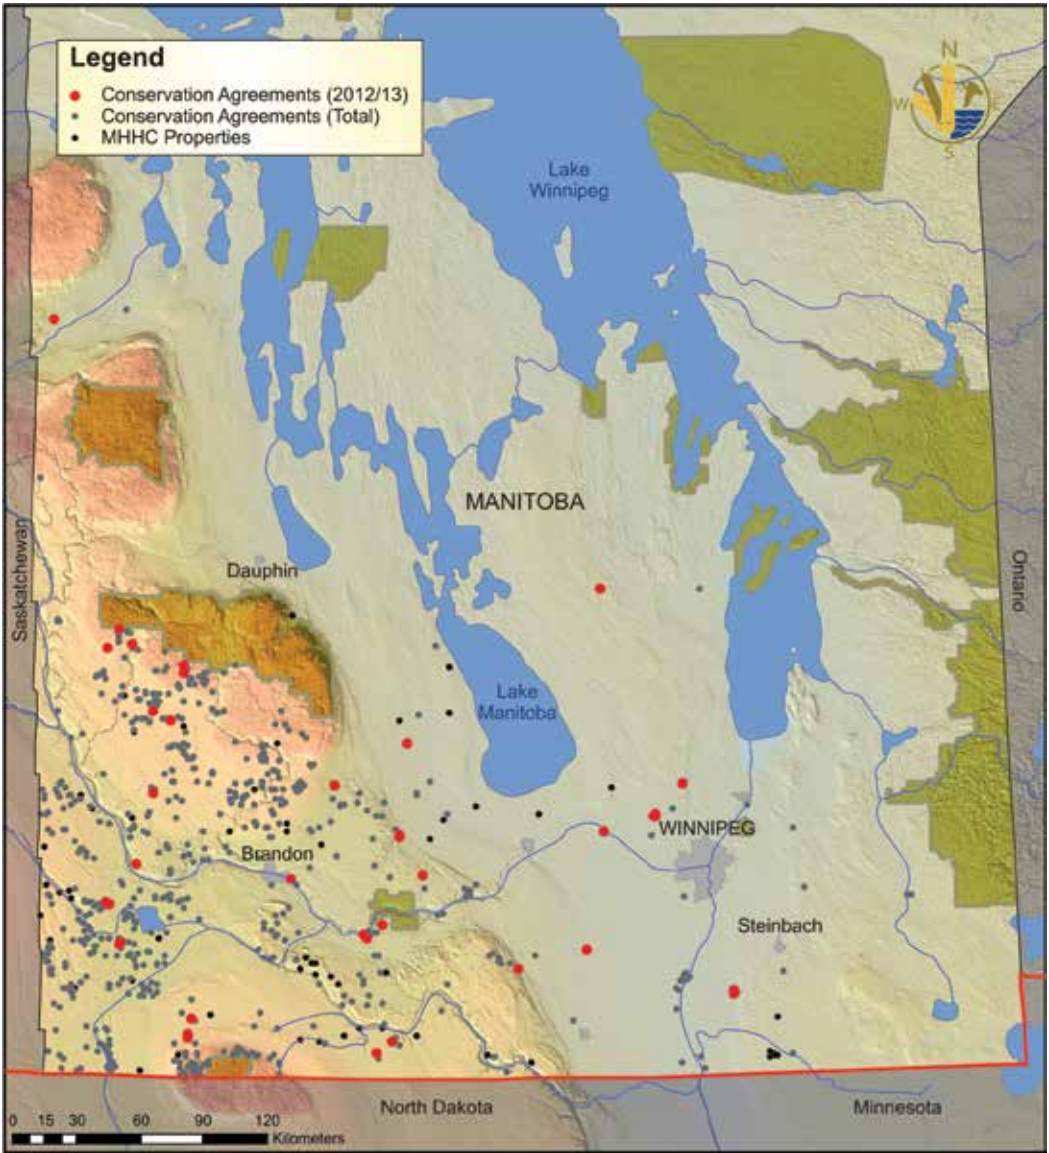 Legend
Conservation Agreements (2012/13)
Conservation Agreements (Total)
MHHC Properties
N
W
E
S
Lake
Winnipeg
MANITOBA
Saskatchewan
Dauphin
Ontario
Lake
Manitoba
WINNIPEG
Brandon
Steinbach
North Dakota
Minnesota
0 15 30 60 90 120
Kilometers